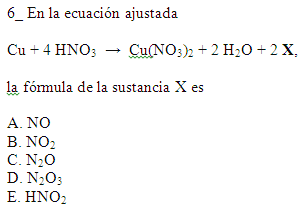 6_ En la ecuación ajustada
Cu + 4 HNO₃ → Cu(NO₃)₂ + 2 H₂O + 2 X,
la fórmula de la sustancia X es
A. NO
B. NO₂
C. N₂O
D. N₂O₃
E. HNO₂